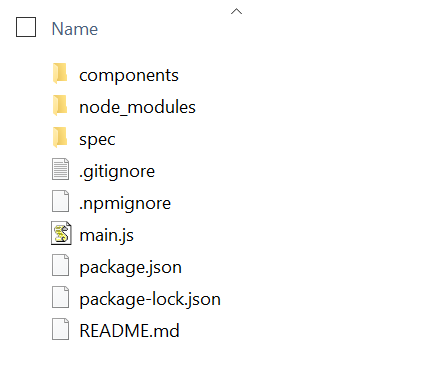 Name
components
node_modules
spec
.gitignore
.npmignore
main.js
package.json
package-lock.json
README.md